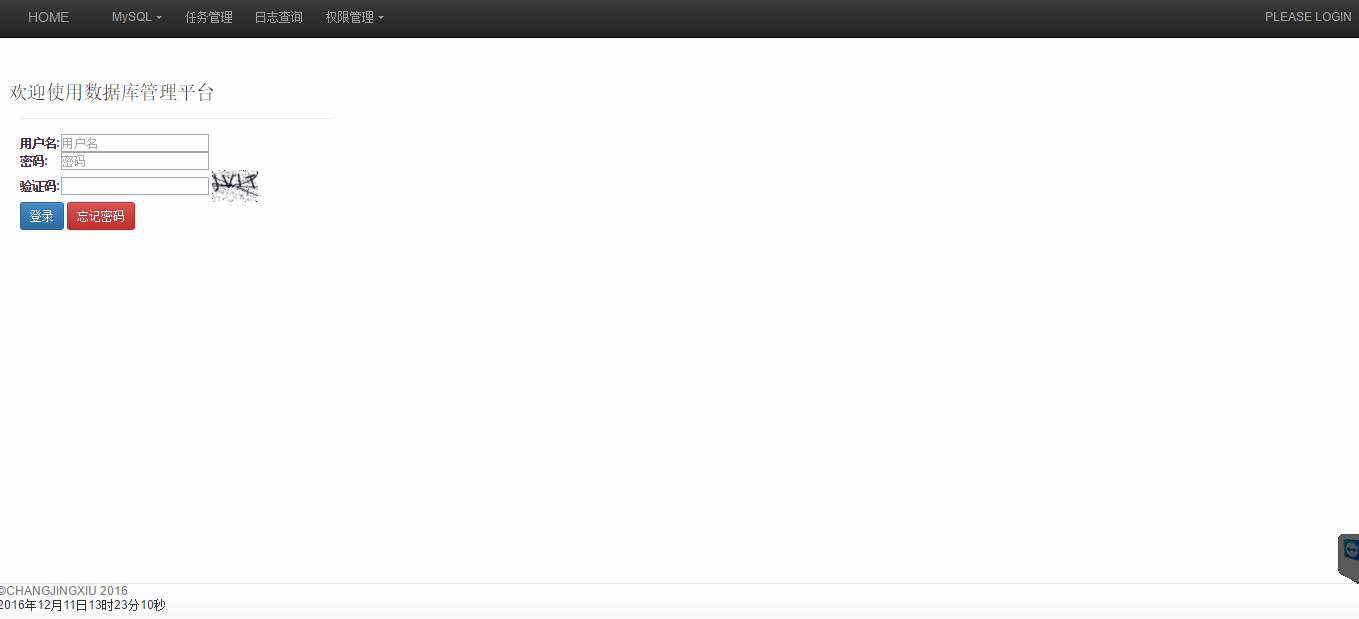 HOME MySQL 任务管理 日志查询 权限管理 PLEASE LOGIN
欢迎使用数据库管理平台
用户名: 用户名
密码: 密码
验证码:
登录 忘记密码
©CHANGJINGXIU 2016
2016年12月11日13时23分10秒